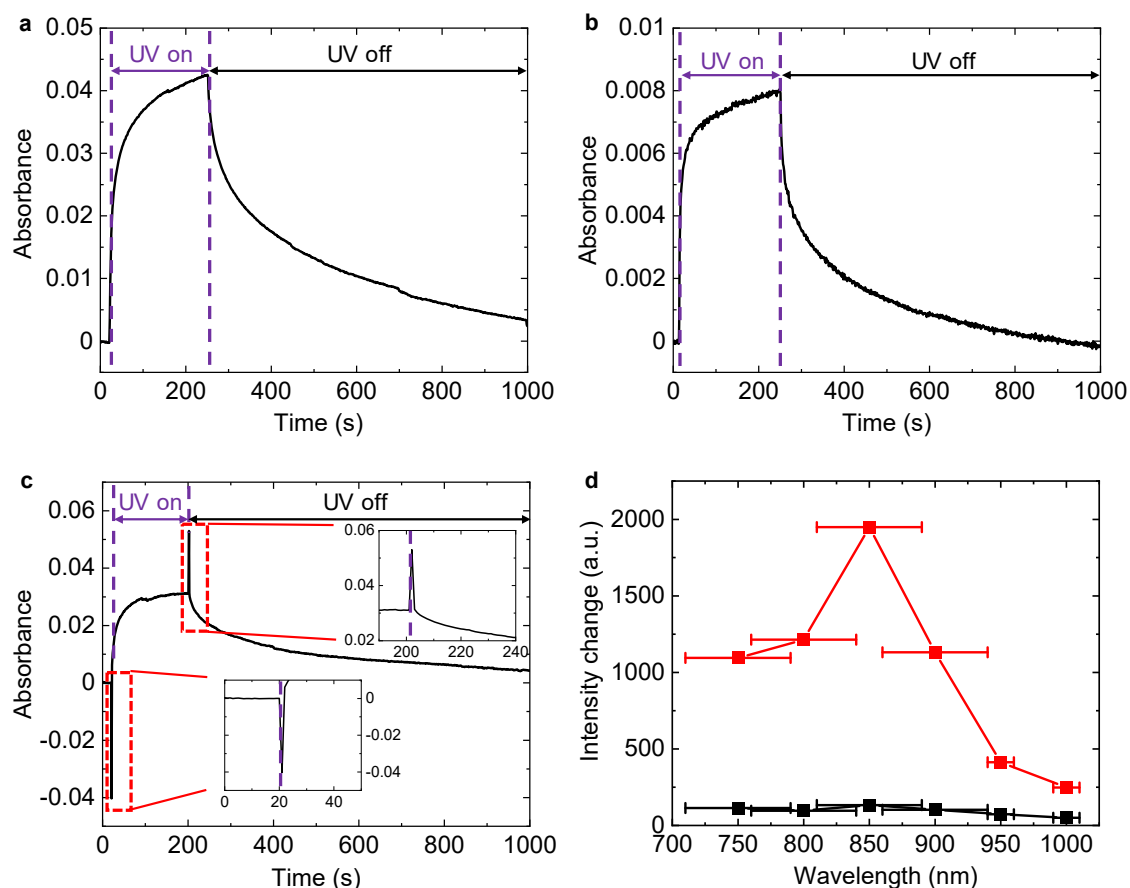 a
0.05
0.04
0.03
0.02
0.01
0
UV on
UV off
Absorbance
0 200 400 600 800 1000
Time (s)
b
0.01
0.008
0.006
0.004
0.002
0
UV on
UV off
Absorbance
0 200 400 600 800 1000
Time (s)
c
0.06
0.04
0.02
0
-0.02
-0.04
UV on
UV off
Absorbance
0.06
0.04
0.02
200 220 240
0
-0.02
-0.04
0 20 40
0 200 400 600 800 1000
Time (s)
d
2000
1500
1000
500
0
Intensity change (a.u.)
700 750 800 850 900 950 1000
Wavelength (nm)